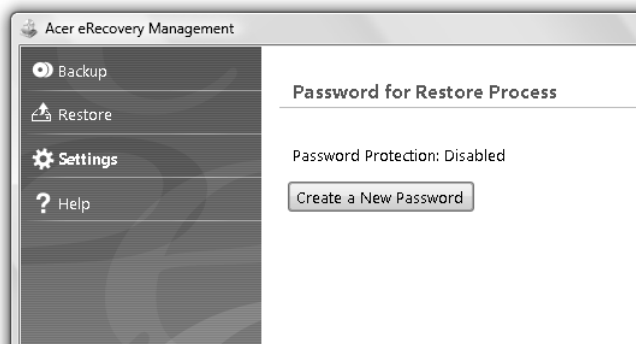 Acer eRecovery Management
Backup
Restore
Settings
Help
Password for Restore Process
Password Protection: Disabled
Create a New Password